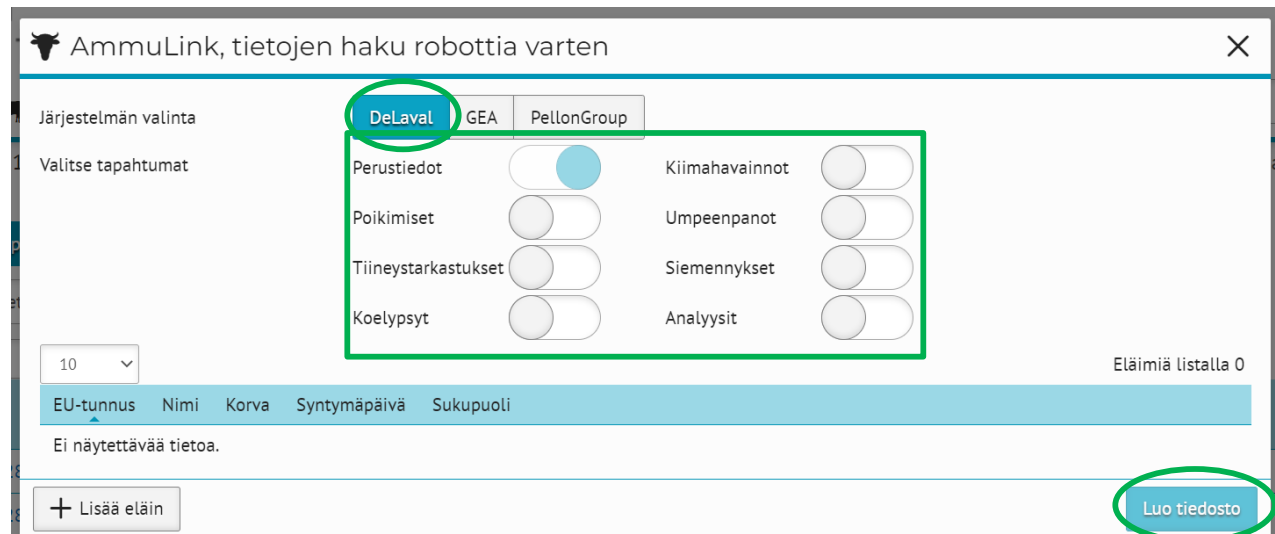 AmmuLink, tietojen haku robottia varten
Järjestelmän valinta DeLaval GEA PellonGroup
Valitse tapahtumat Perustiedot Kiimahavainnot
Poikimiset Umpeenpanot
Tiineystarkastukset Siemennykset
Koelypsyt Analyysit
10 Eläimiä listalla 0
EU-tunnus Nimi Korva Syntymäpäivä Sukupuoli
Ei näytettävää tietoa.
+ Lisää eläin Luo tiedosto